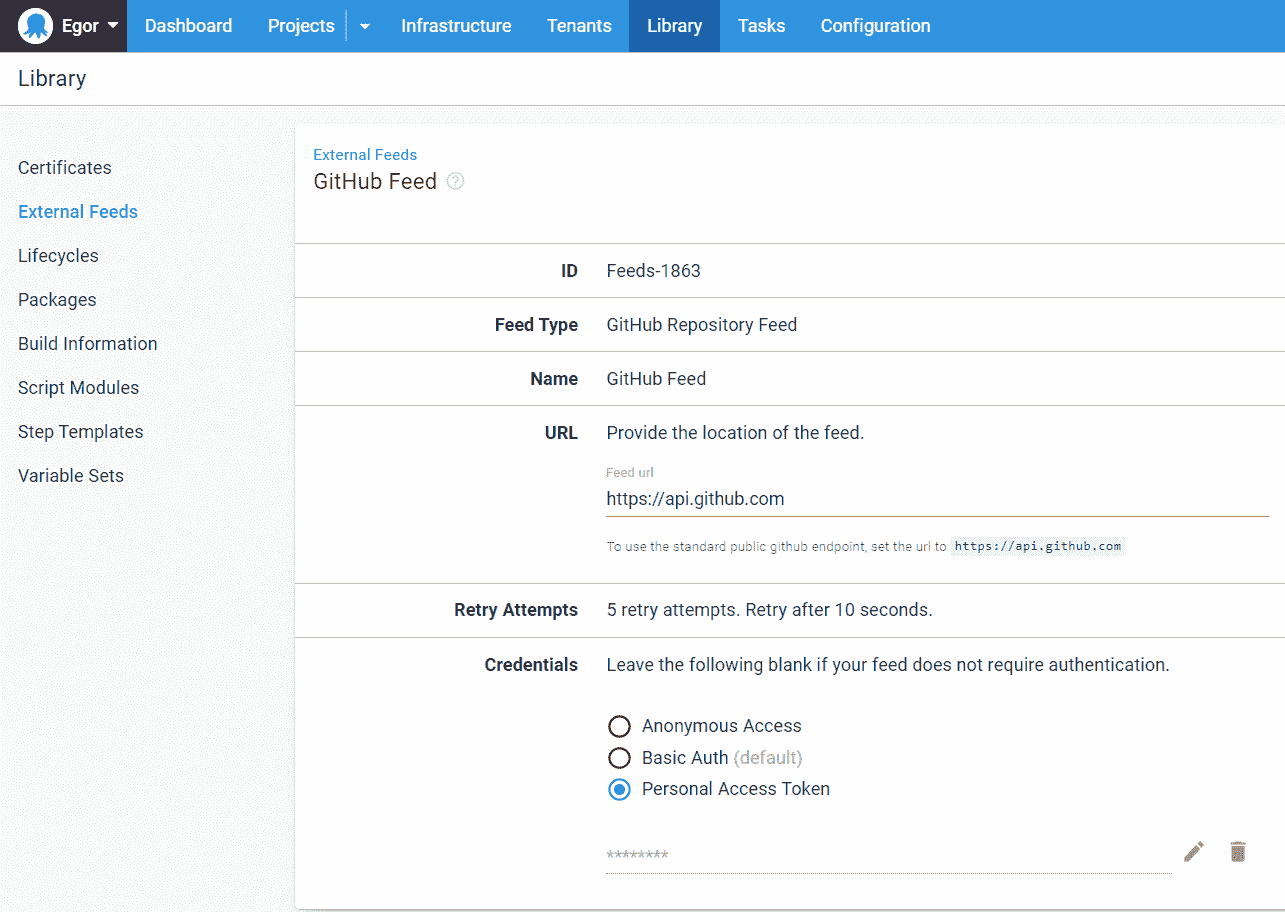 Egor Dashboard Projects Infrastructure Tenants Library Tasks Configuration
Library
Certificates
External Feeds
Lifecycles
Packages
Build Information
Script Modules
Step Templates
Variable Sets
External Feeds
GitHub Feed ?
ID Feeds-1863
Feed Type GitHub Repository Feed
Name GitHub Feed
URL Provide the location of the feed.
Feed url
https://api.github.com
To use the standard public github endpoint, set the url to https://api.github.com
Retry Attempts 5 retry attempts. Retry after 10 seconds.
Credentials Leave the following blank if your feed does not require authentication.
Anonymous Access
Basic Auth (default)
Personal Access Token
********